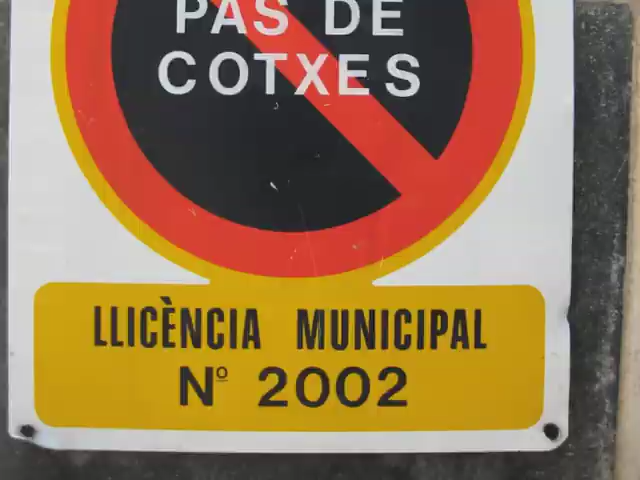 PAS DE
COTXES
LLICÈNCIA MUNICIPAL
Nº 2002